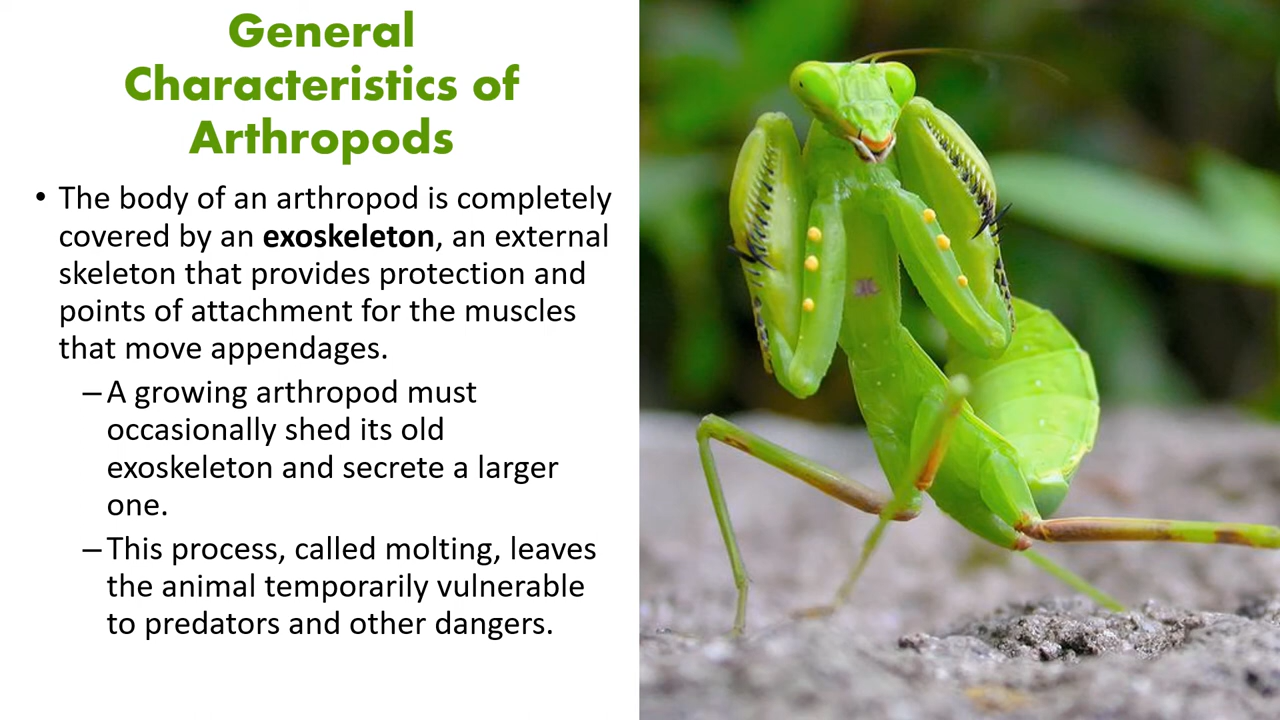 General
Characteristics of
Arthropods
• The body of an arthropod is completely
covered by an exoskeleton, an external
skeleton that provides protection and
points of attachment for the muscles
that move appendages.
– A growing arthropod must
occasionally shed its old
exoskeleton and secrete a larger
one.
– This process, called molting, leaves
the animal temporarily vulnerable
to predators and other dangers.